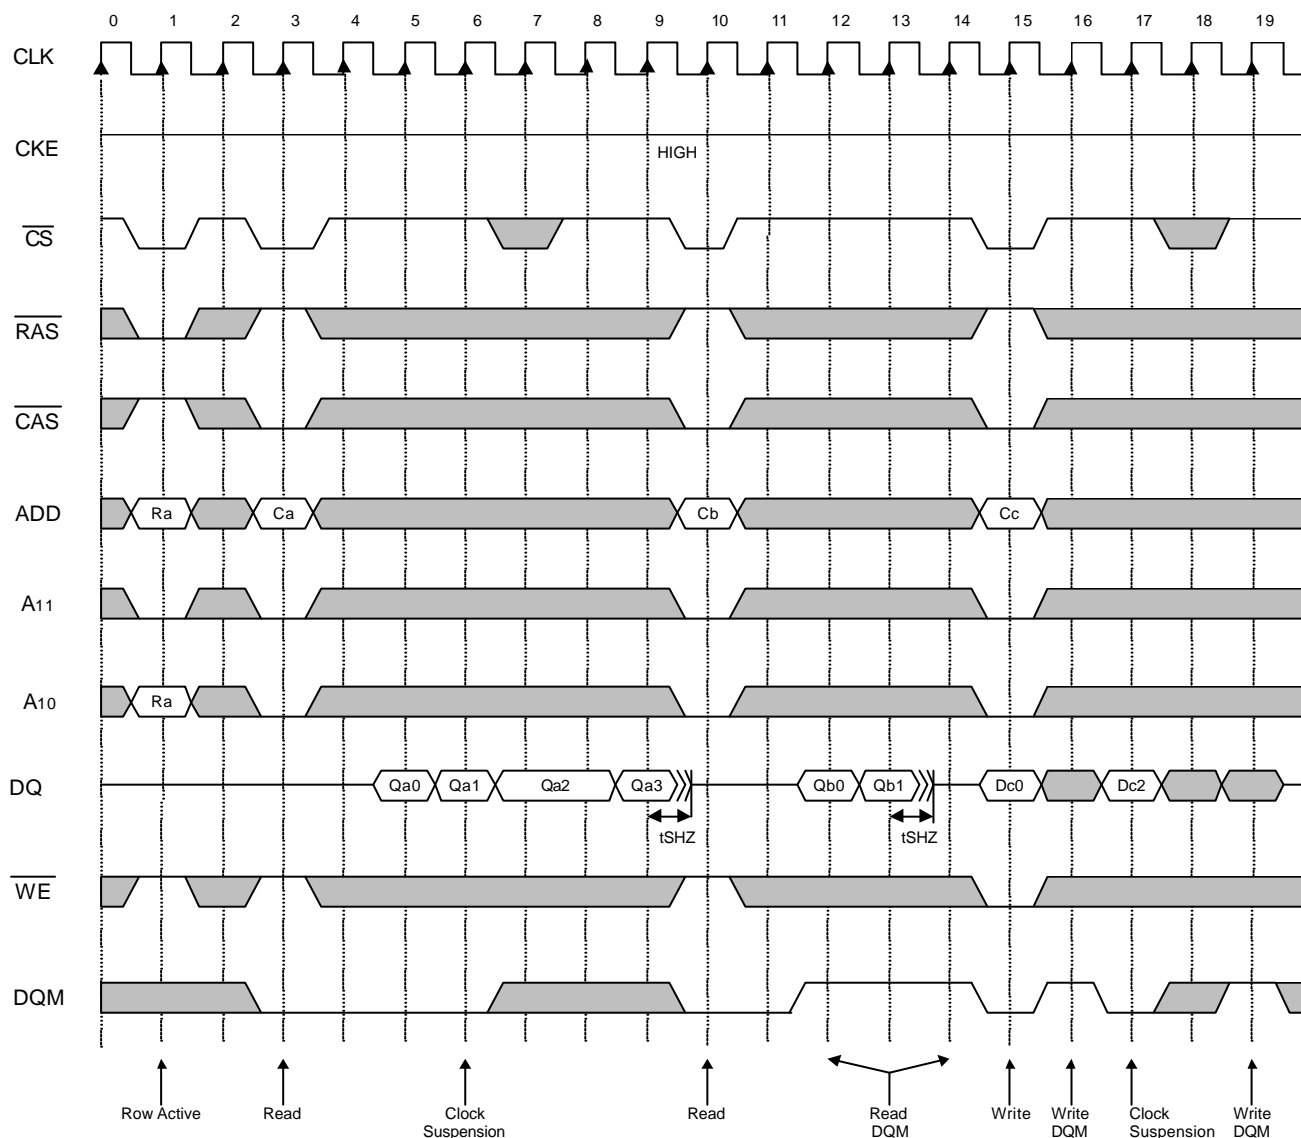 0 1 2 3 4 5 6 7 8 9 10 11 12 13 14 15 16 17 18 19
CLK
CKE
HIGH
CS
RAS
CAS
ADD Ra Ca Cb Cc
A11
A10 Ra
DQ Qa0 Qa1 Qa2 Qa3 Qb0 Qb1 Dc0 Dc2
tSHZ tSHZ
WE
DQM
Row Active Read Clock Read Read Write Write Clock Write
Suspension DQM DQM Suspension DQM